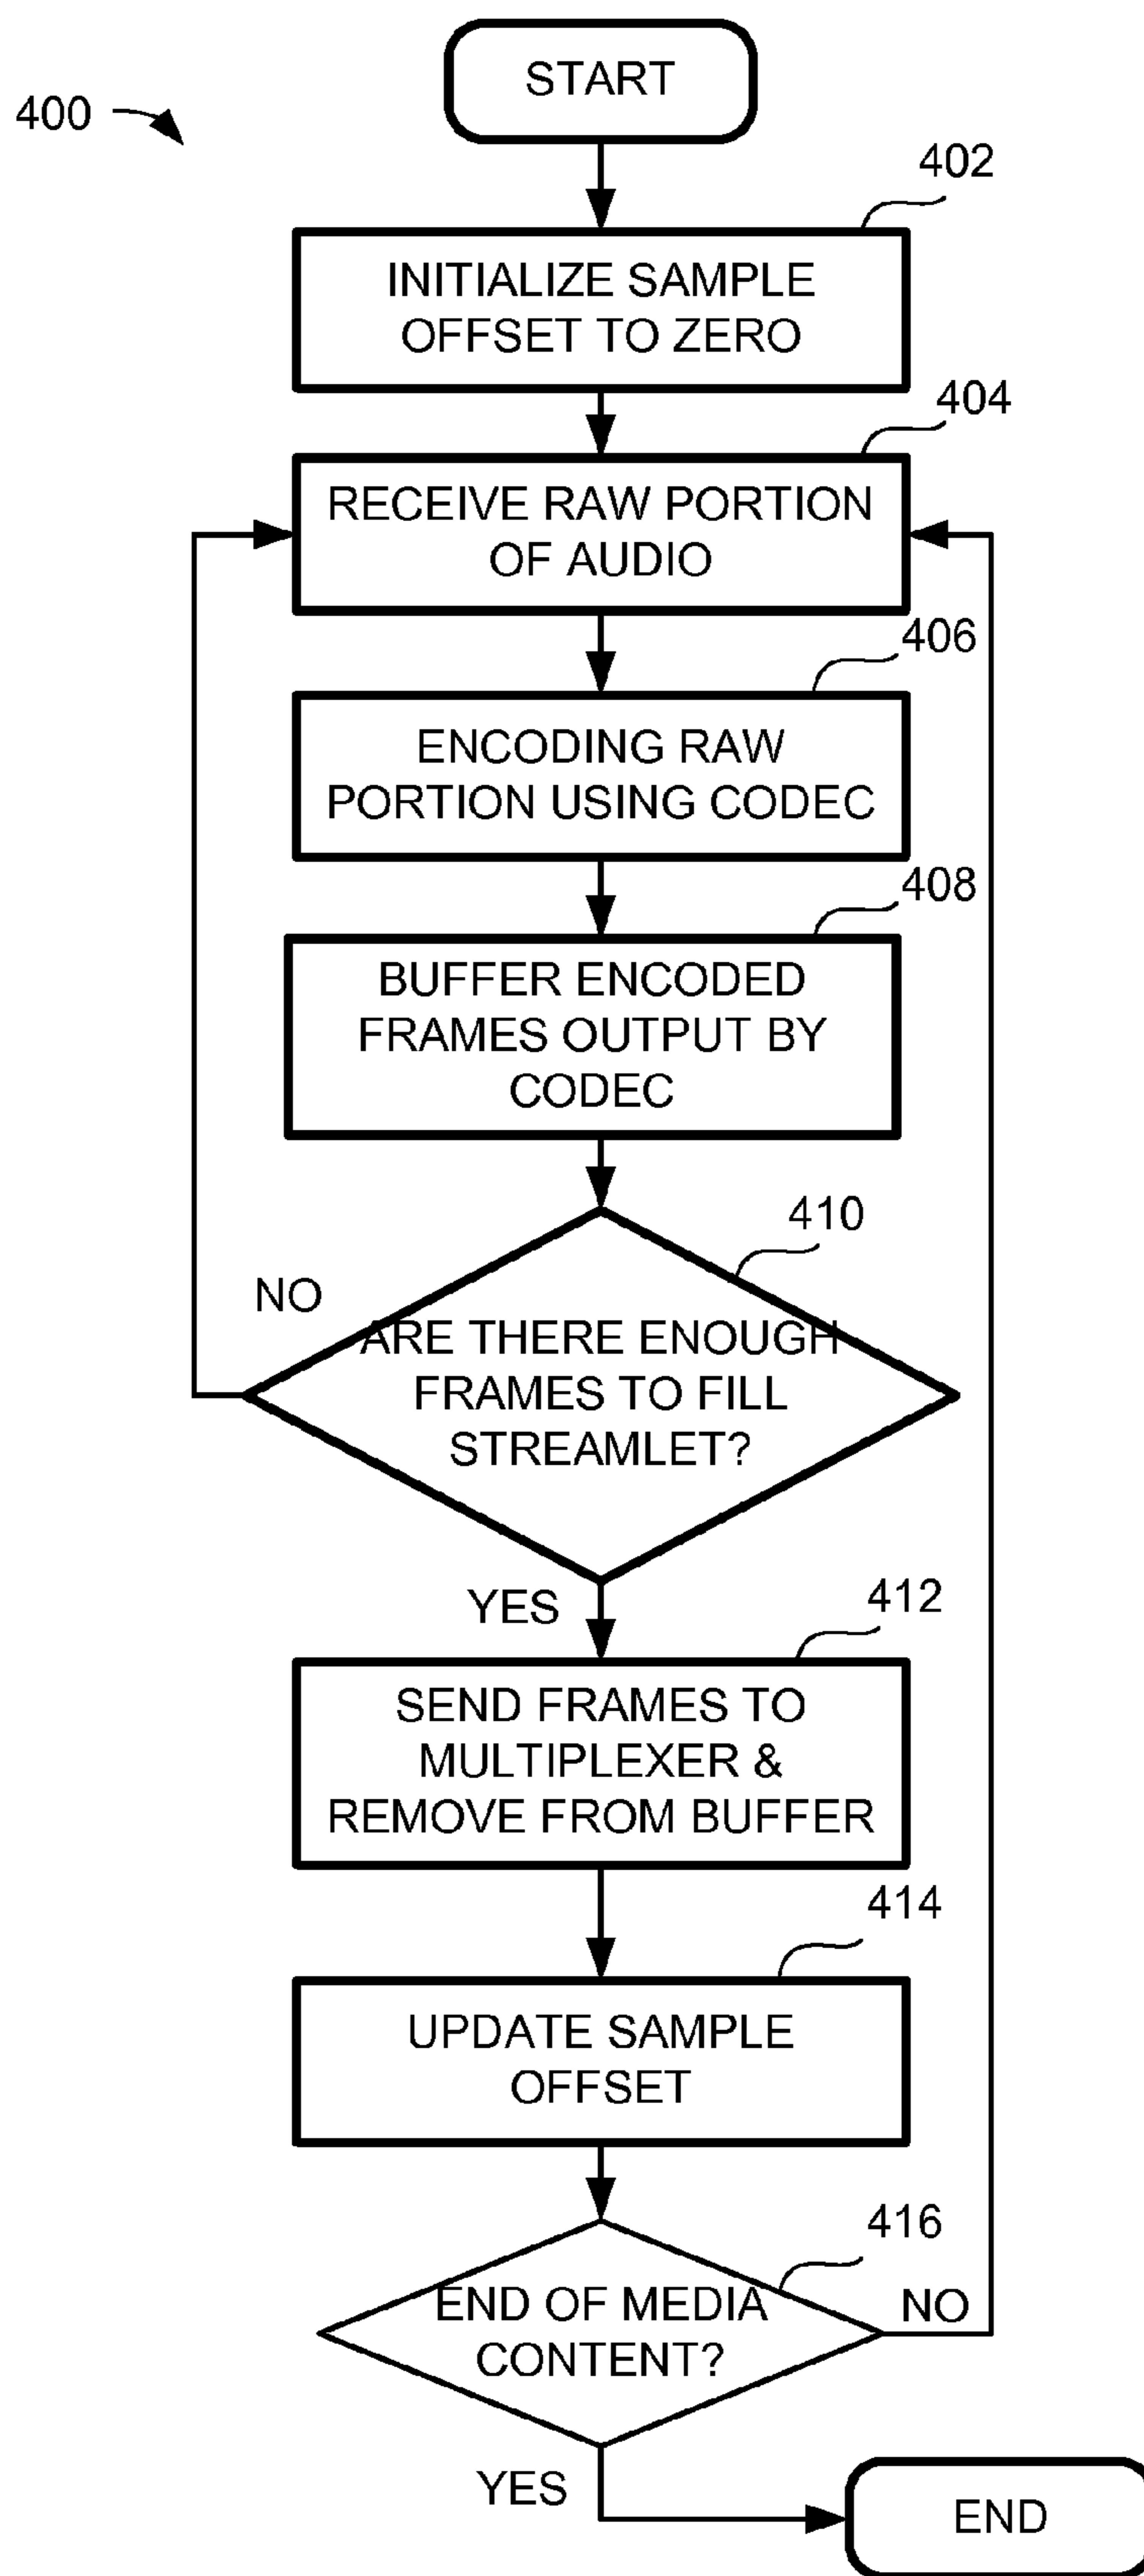 START
400
402
INITIALIZE SAMPLE
OFFSET TO ZERO
404
RECEIVE RAW PORTION
OF AUDIO
406
ENCODING RAW
PORTION USING CODEC
408
BUFFER ENCODED
FRAMES OUTPUT BY
CODEC
410
NO
ARE THERE ENOUGH
FRAMES TO FILL
STREAMLET?
YES
412
SEND FRAMES TO
MULTIPLEXER &
REMOVE FROM BUFFER
414
UPDATE SAMPLE
OFFSET
416
END OF MEDIA
CONTENT?
NO
YES
END